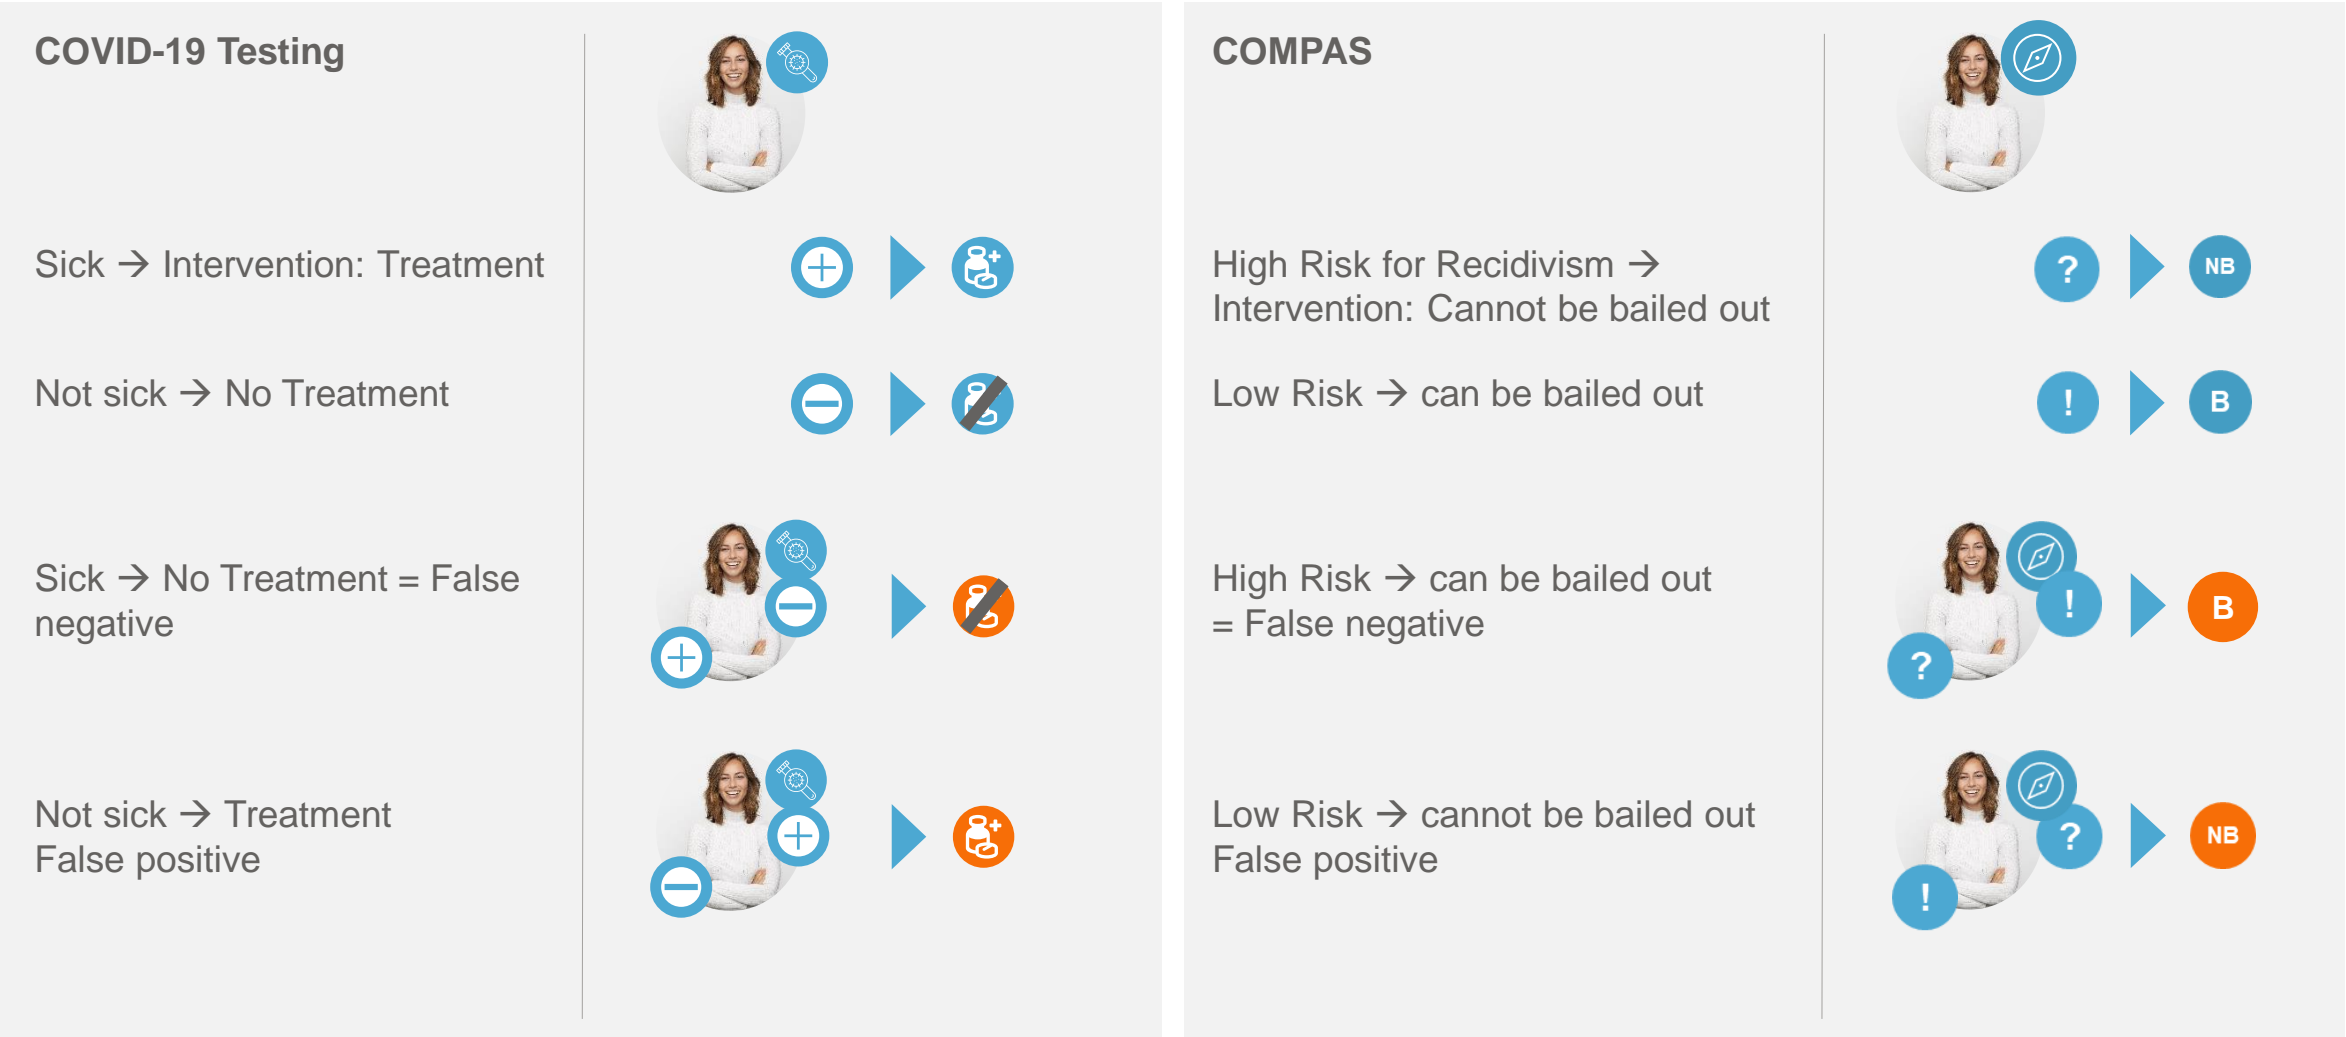 COVID-19 Testing
Sick → Intervention: Treatment
Not sick → No Treatment
Sick → No Treatment = False
negative
Not sick → Treatment
False positive
COMPAS
High Risk for Recidivism →
Intervention: Cannot be bailed out
? NB
Low Risk → can be bailed out
! B
High Risk → can be bailed out
= False negative
! B
?
Low Risk → cannot be bailed out
False positive
? NB
!